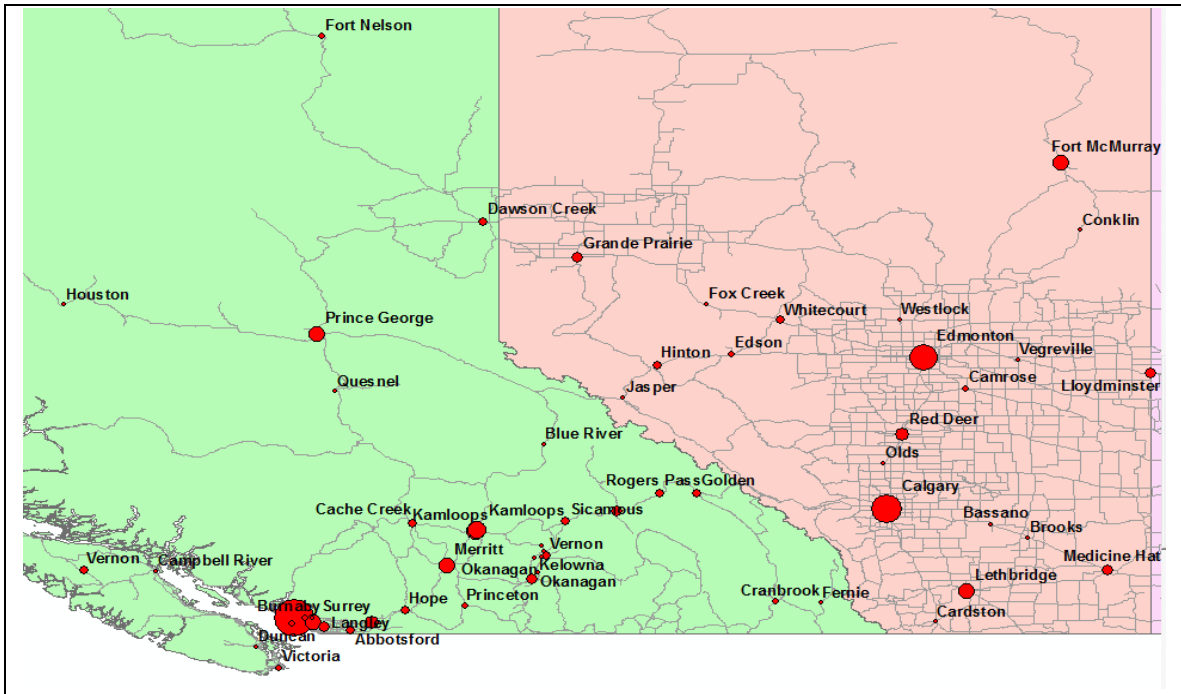 Fort Nelson
Fort McMurray
Dawson Creek
Conklin
Grande Prairie
Houston
Fox Creek
Whitecourt
Westlock
Prince George
Edmonton
Edson
Hinton
Vegreville
Quesnel
Jasper
Camrose
Lloydminster
Red Deer
Blue River
Olds
Rogers Pass
Golden
Calgary
Cache Creek
Kamloops
Kamloops
Sicamous
Bassano
Brooks
Vernon
Merritt
Vernon
Campbell River
Kelowna
Okanagan
Okanagan
Medicine Hat
Lethbridge
Cranbrook
Fernie
Princeton
Hope
Burnaby
Surrey
Cardston
Langley
Duncan
Abbotsford
Victoria